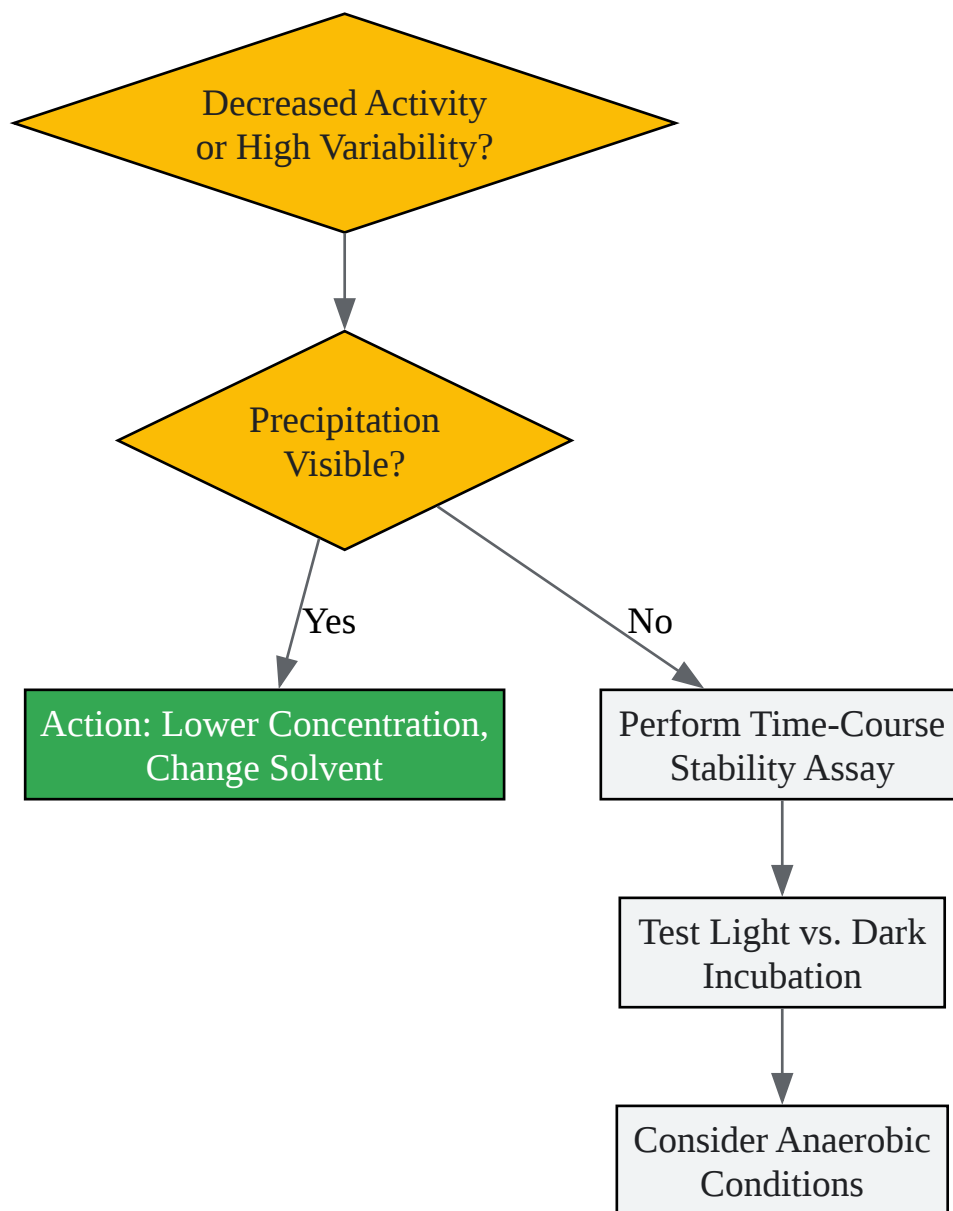 Decreased Activity
or High Variability?
Precipitation
Visible?
Yes
No
Action: Lower Concentration,
Change Solvent
Perform Time-Course
Stability Assay
Test Light vs. Dark
Incubation
Consider Anaerobic
Conditions